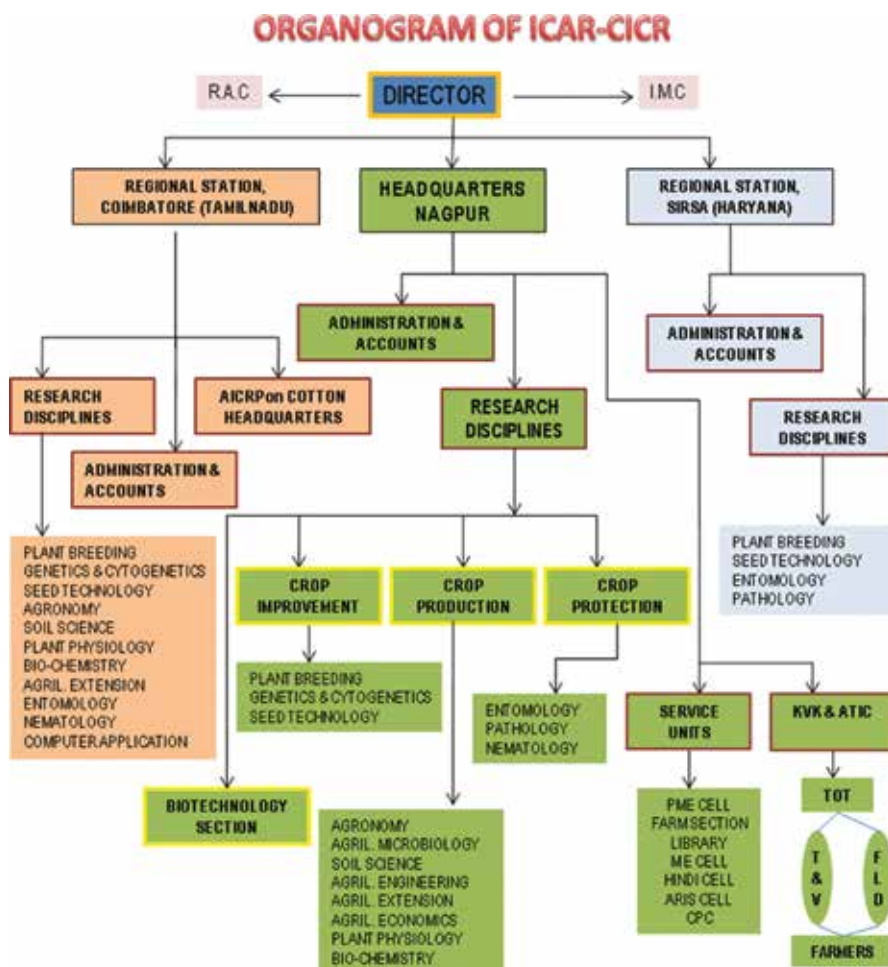 ORGANOGRAM OF ICAR-CICR
R.A.C
DIRECTOR
I.M.C
REGIONAL STATION,
COIMBATORE (TAMILNADU)
HEADQUARTERS
NAGPUR
REGIONAL STATION,
SIRSA (HARYANA)
ADMINISTRATION &
ACCOUNTS
ADMINISTRATION &
ACCOUNTS
RESEARCH
DISCIPLINES
AICRPon COTTON
HEADQUARTERS
RESEARCH
DISCIPLINES
RESEARCH
DISCIPLINES
ADMINISTRATION &
ACCOUNTS
PLANT BREEDING
GENETICS & CYTOGENETICS
SEED TECHNOLOGY
AGRONOMY
SOIL SCIENCE
PLANT PHYSIOLOGY
BIO-CHEMISTRY
AGRIL. EXTENSION
ENTOMOLOGY
NEMATOLOGY
COMPUTER APPLICATION
CROP
IMPROVEMENT
CROP
PRODUCTION
CROP
PROTECTION
PLANT BREEDING
SEED TECHNOLOGY
ENTOMOLOGY
PATHOLOGY
PLANT BREEDING
GENETICS & CYTOGENETICS
SEED TECHNOLOGY
ENTOMOLOGY
PATHOLOGY
NEMATOLOGY
SERVICE
UNITS
KVK & ATIC
BIOTECHNOLOGY
SECTION
AGRONOMY
AGRIL. MICROBIOLOGY
SOIL SCIENCE
AGRIL. ENGINEERING
AGRIL. EXTENSION
AGRIL. ECONOMICS
PLANT PHYSIOLOGY
BIO-CHEMISTRY
PME CELL
FARM SECTION
LIBRARY
ME CELL
HINDI CELL
ARIS CELL
CPC
TOT
T
&
V
F
L
D
FARMERS